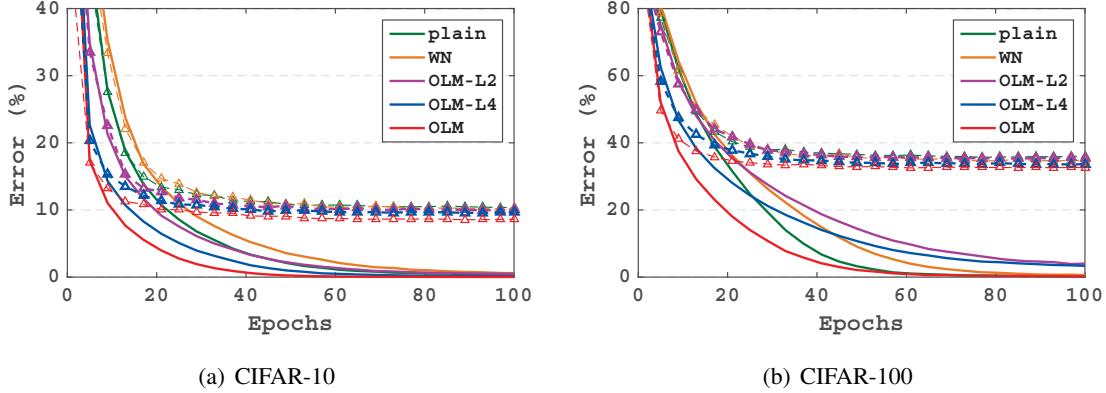 40
30
20
10
0
Error (%)
plain
WN
OLM-L2
OLM-L4
OLM
0 20 40 60 80 100
Epochs
(a) CIFAR-10
80
60
40
20
0
Error (%)
plain
WN
OLM-L2
OLM-L4
OLM
0 20 40 60 80 100
Epochs
(b) CIFAR-100